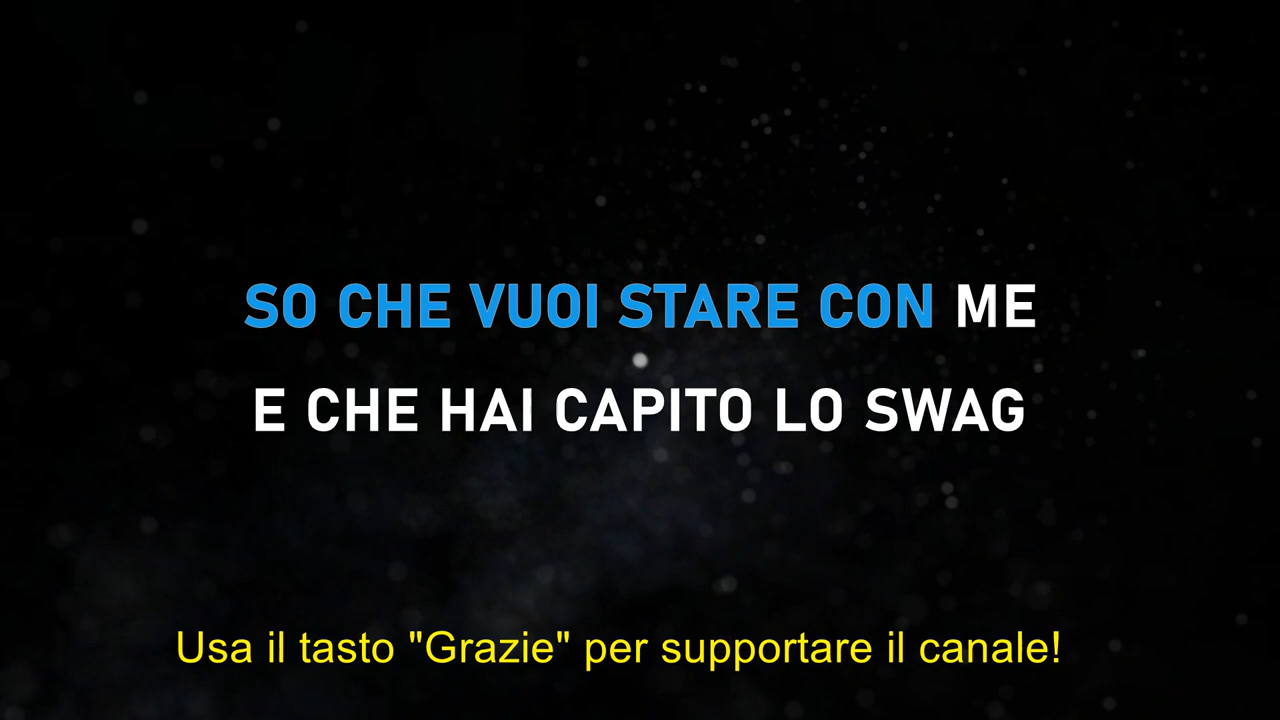 SO CHE VUOI STARE CON ME
E CHE HAI CAPITO LO SWAG
Usa il tasto "Grazie" per supportare il canale!